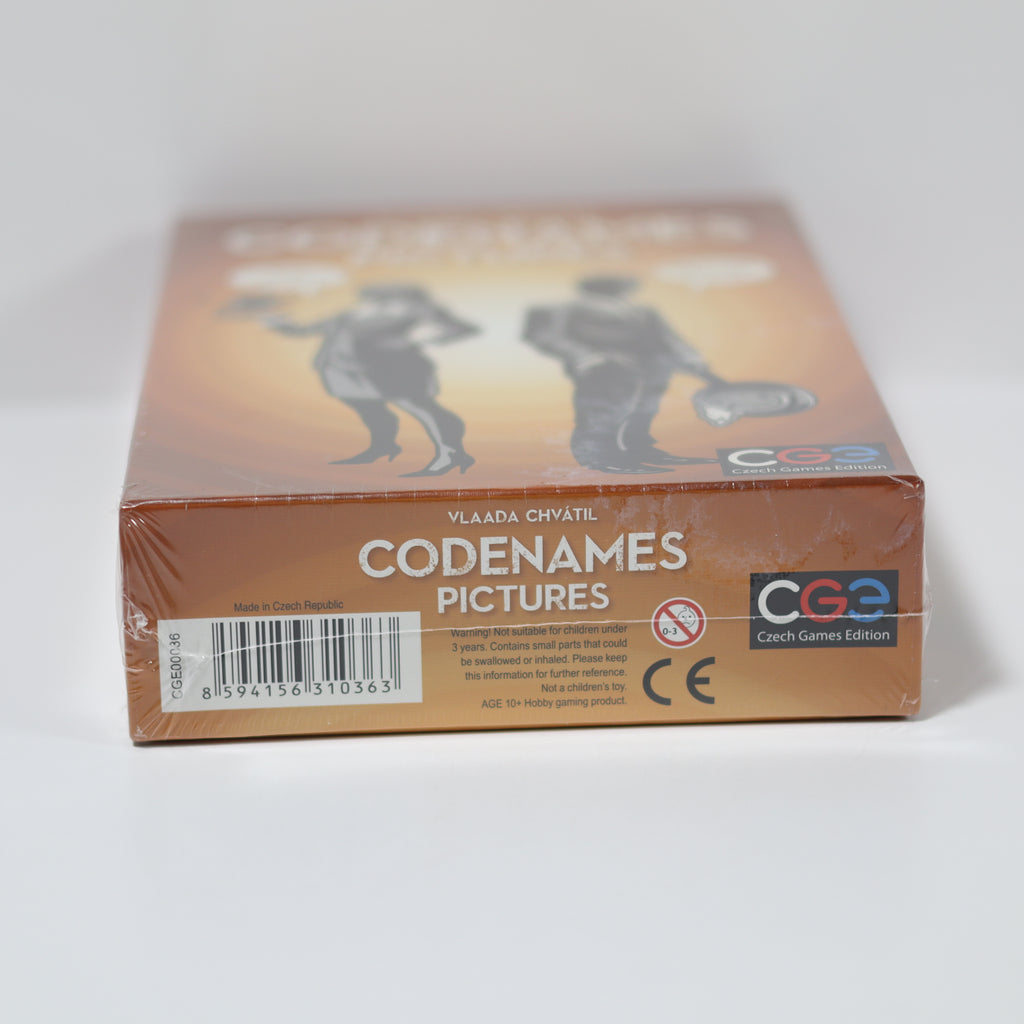 CODENAMES
PICTURES
CGE
Czech Games Edition
VLAADA CHVÁTIL
CODENAMES
PICTURES
Made in Czech Republic
CGE00036
8 594156 310363
Warning! Not suitable for children under
3 years. Contains small parts that could
be swallowed or inhaled. Please keep
this information for further reference.
Not a children's toy.
AGE 10+ Hobby gaming product.
0-3
CE
CGE
Czech Games Edition